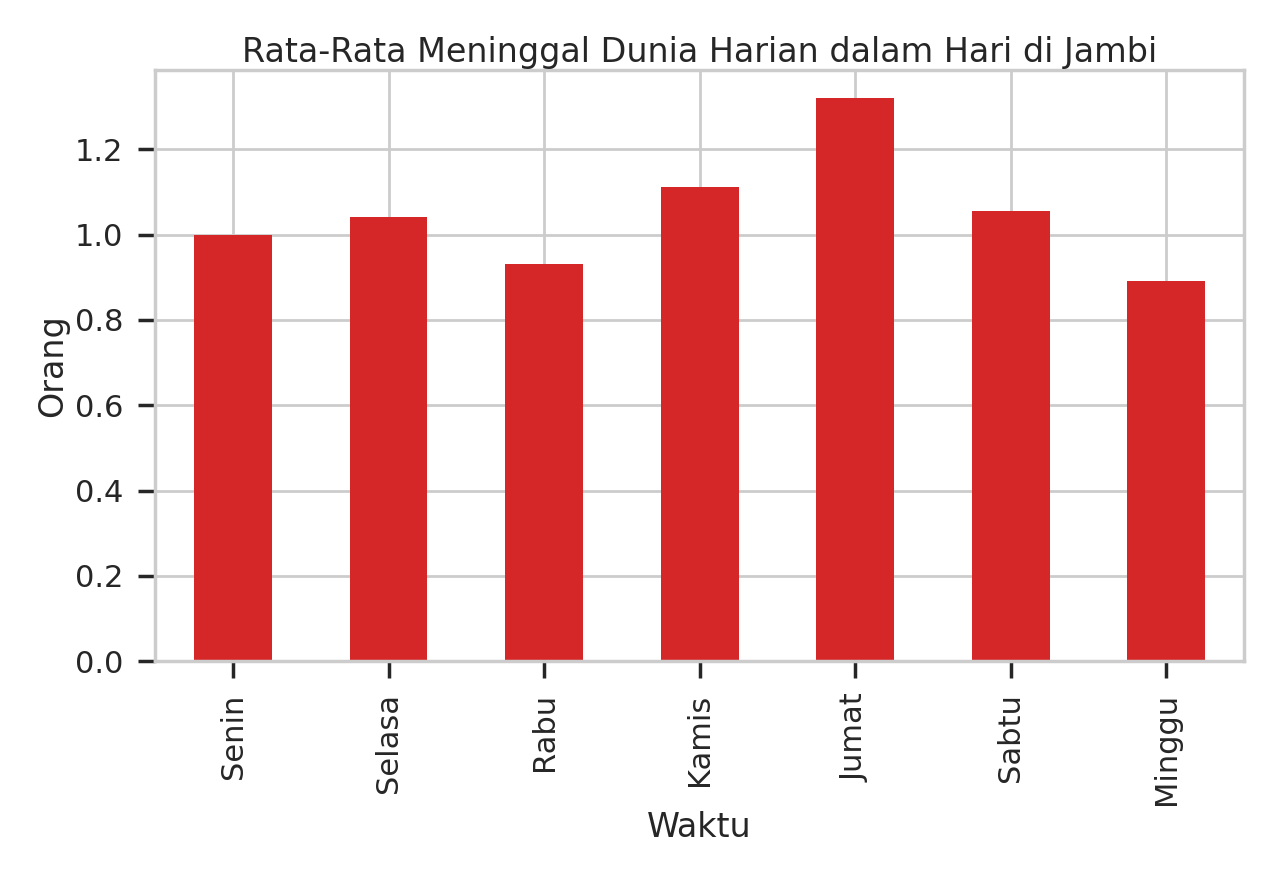 Rata-Rata Meninggal Dunia Harian dalam Hari di Jambi
Orang
1.2
1.0
0.8
0.6
0.4
0.2
0.0
Senin
Selasa
Rabu
Kamis
Jumat
Sabtu
Minggu
Waktu